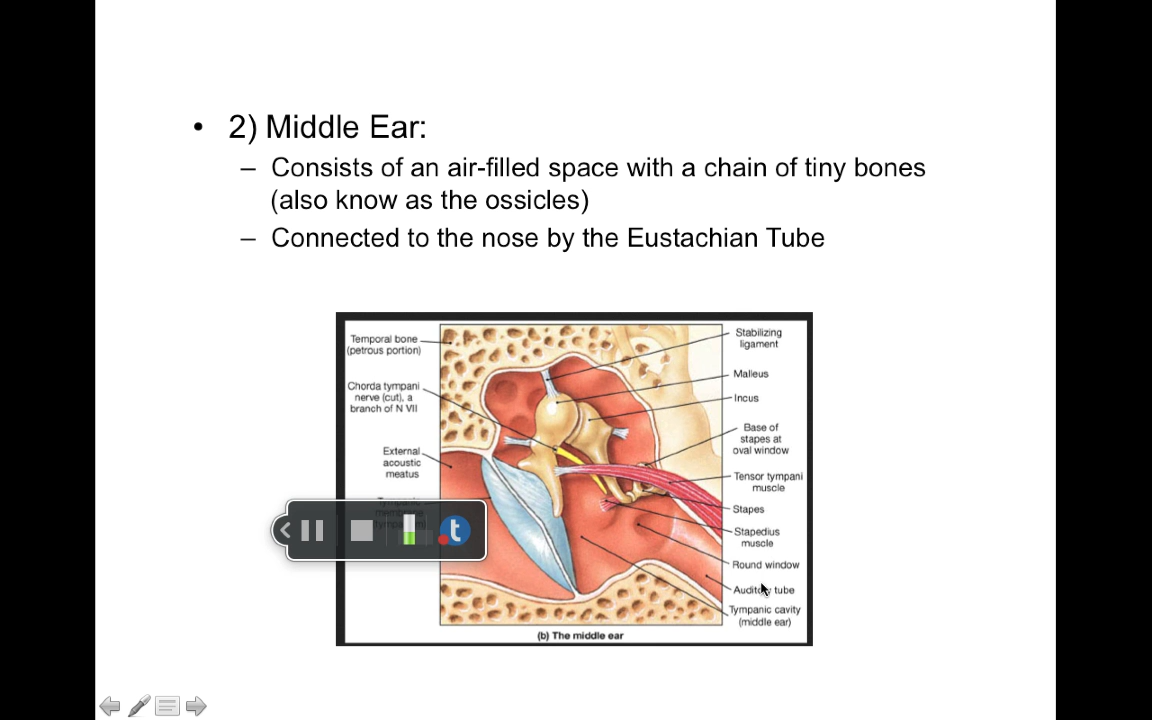 • 2) Middle Ear:
– Consists of an air-filled space with a chain of tiny bones
(also know as the ossicles)
– Connected to the nose by the Eustachian Tube
Temporal bone
(petrous portion)
Chorda tympani
nerve (cut), a
branch of N VII
External
acoustic
meatus
Stabilizing
ligament
Malleus
Incus
Base of
stapes at
oval window
Tensor tympani
muscle
Stapes
Stapedius
muscle
Round window
Auditory tube
Tympanic cavity
(middle ear)
(b) The middle ear
t